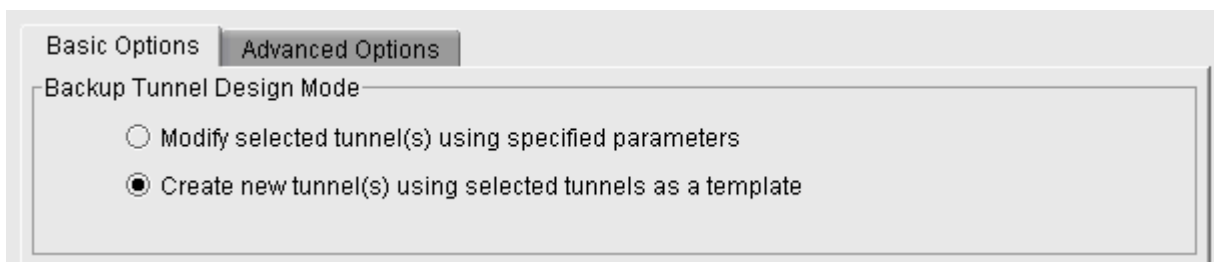 Basic Options
Advanced Options
Backup Tunnel Design Mode
Modify selected tunnel(s) using specified parameters
Create new tunnel(s) using selected tunnels as a template